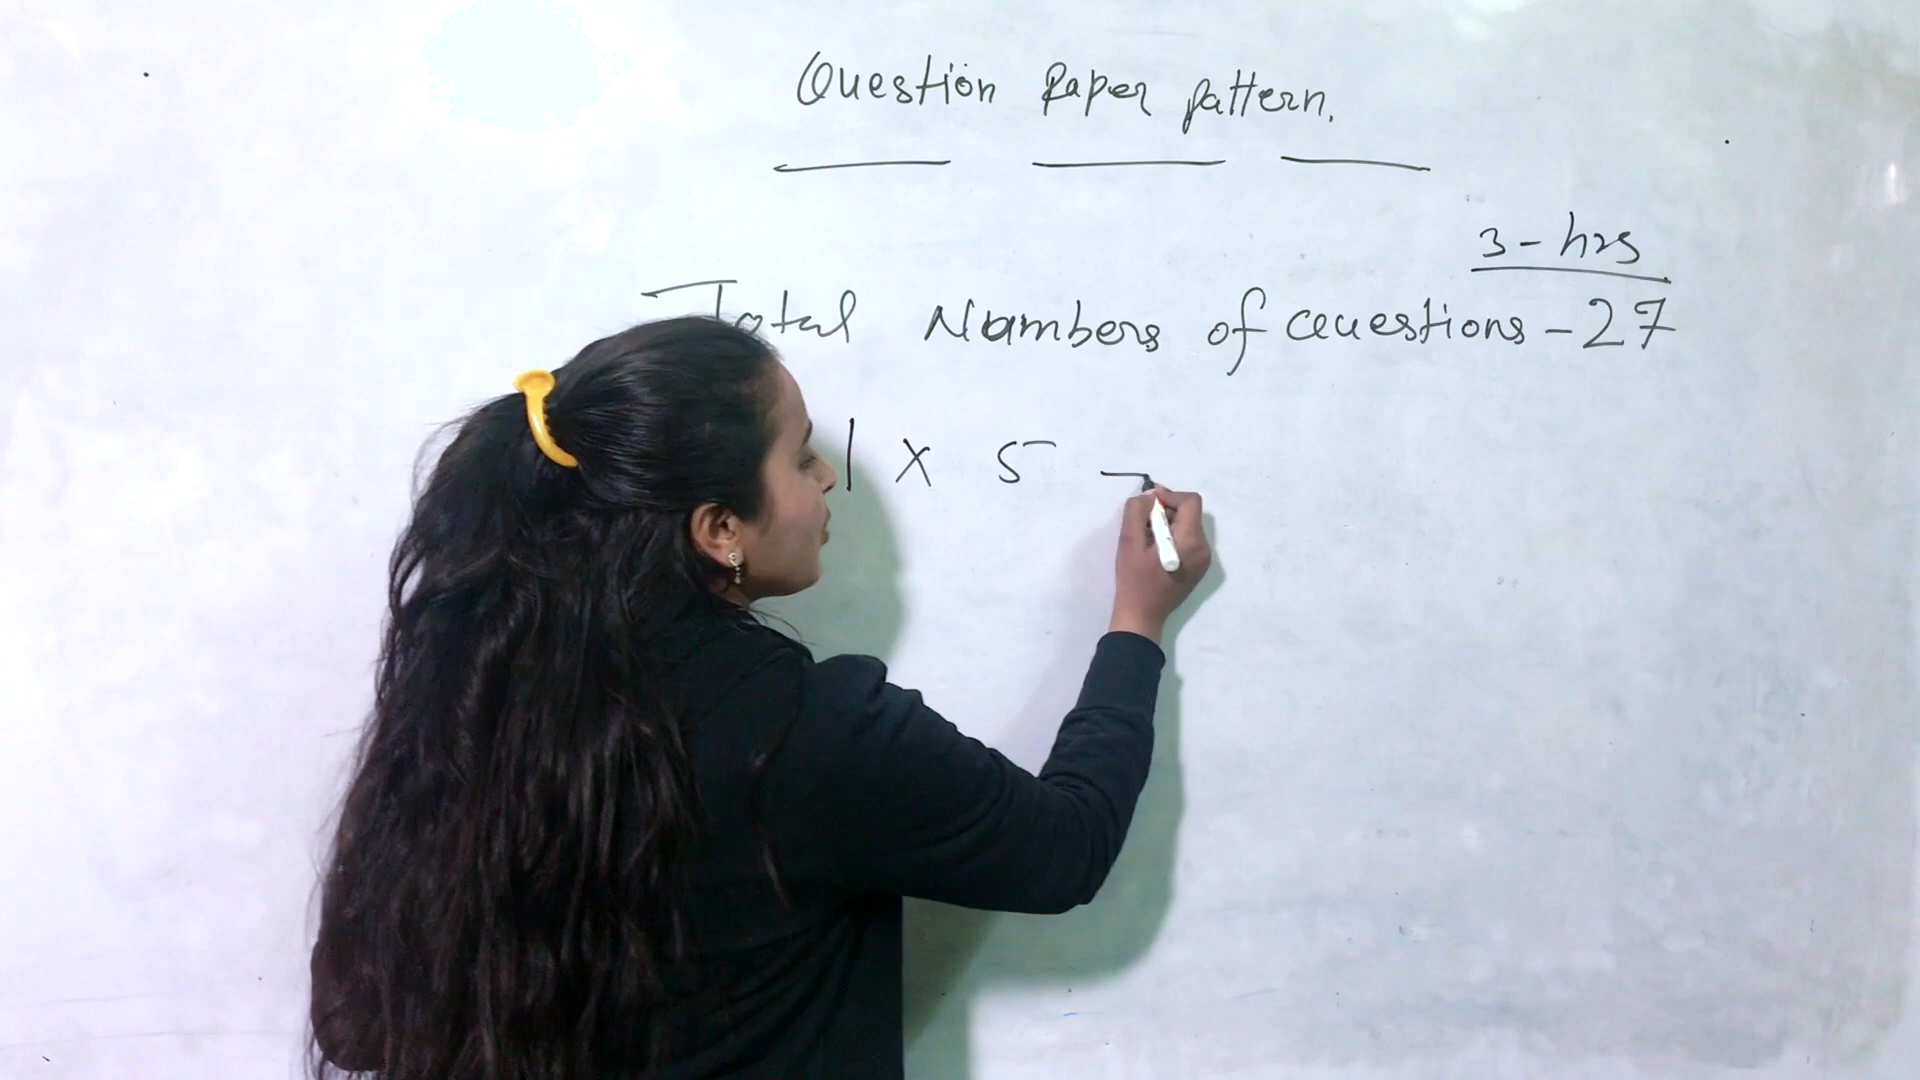 Question Paper pattern.
3 - hrs
Total Numbers of Questions - 27
1 X 5 —